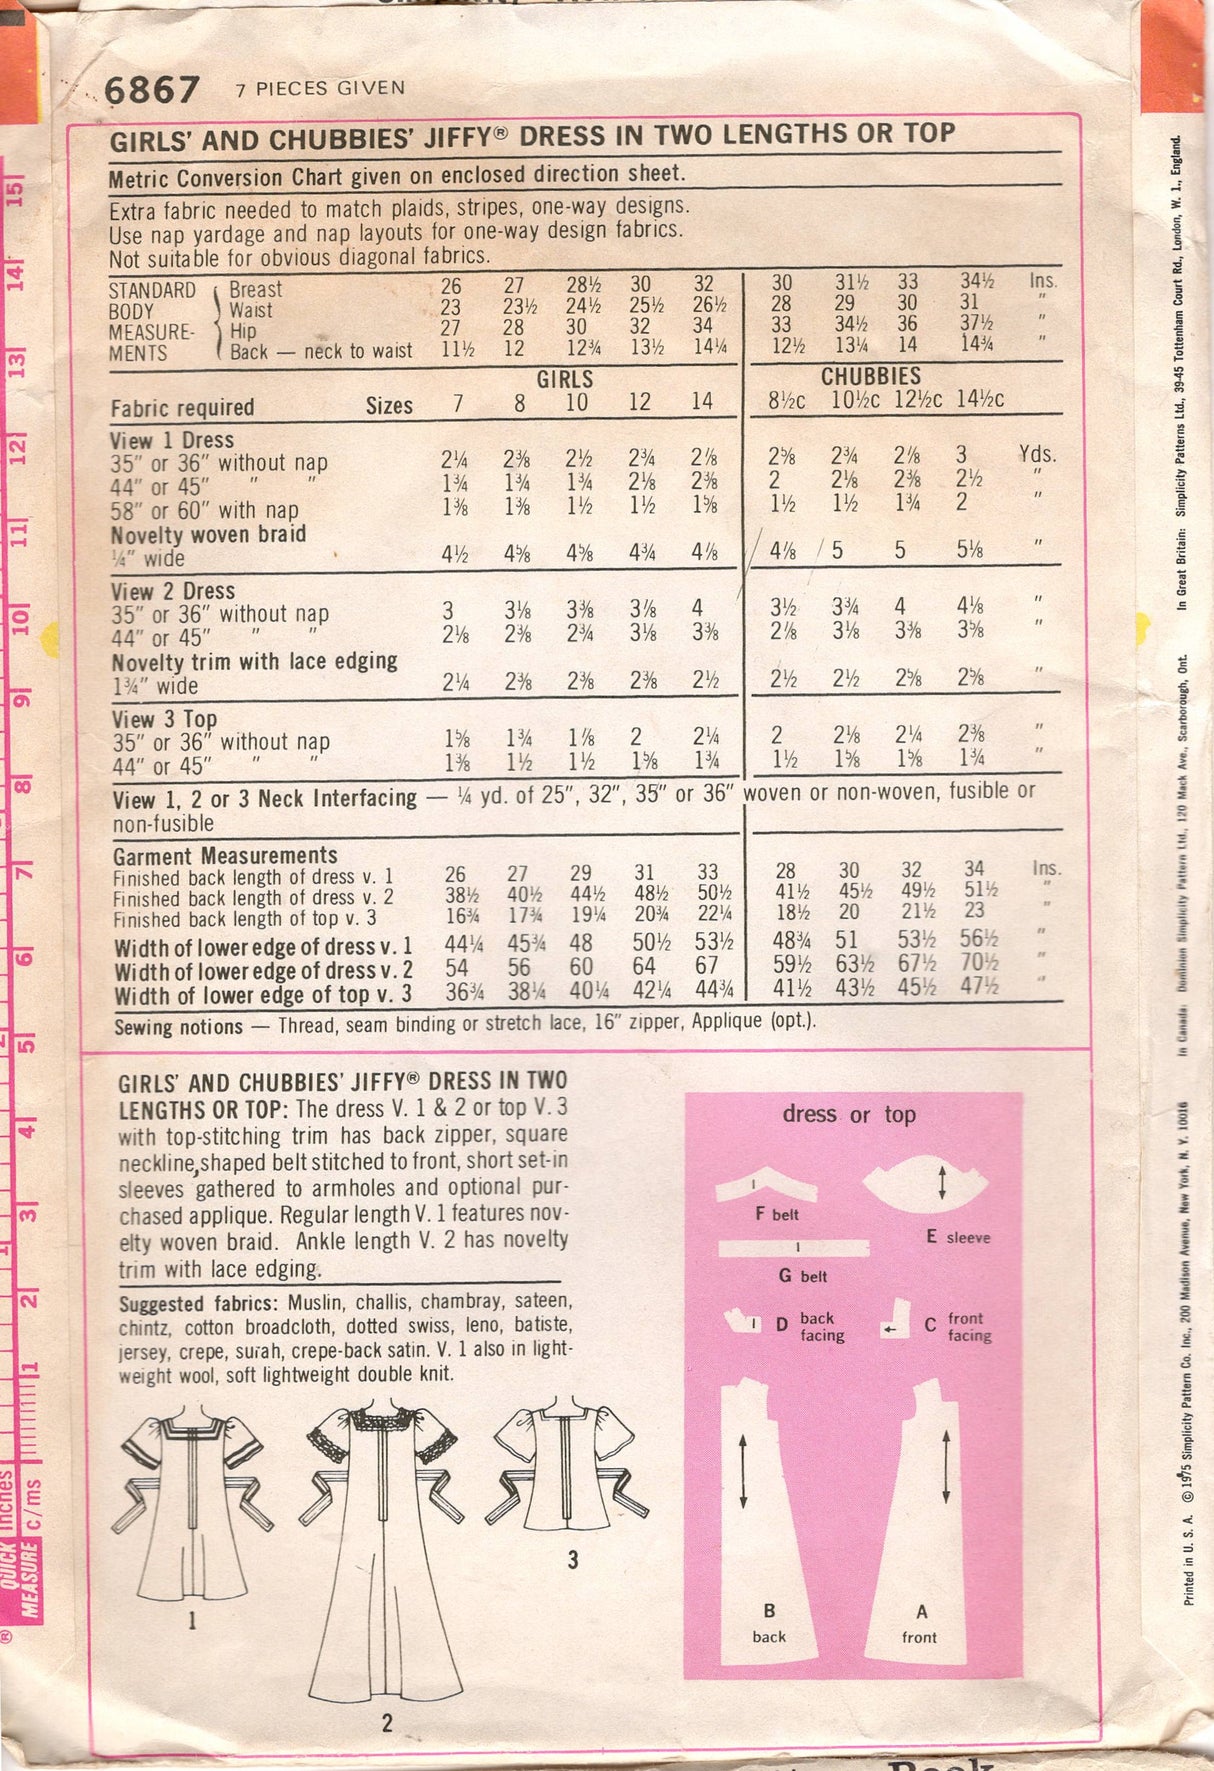 6867 7 PIECES GIVEN
GIRLS' AND CHUBBIES' JIFFY® DRESS IN TWO LENGTHS OR TOP
Metric Conversion Chart given on enclosed direction sheet.
Extra fabric needed to match plaids, stripes, one-way designs.
Use nap yardage and nap layouts for one-way design fabrics.
Not suitable for obvious diagonal fabrics.
STANDARD Breast 26 27 28½ 30 32 30 31½ 33 34½ Ins.
BODY Waist 23 23½ 24½ 25½ 26½ 28 29 30 31 "
MEASURE- Hip 27 28 30 32 34 33 34½ 36 37½ "
MENTS Back — neck to waist 11½ 12 12¾ 13½ 14¼ 12½ 13¼ 14 14¾ "
GIRLS CHUBBIES
Fabric required Sizes 7 8 10 12 14 8½c 10½c 12½c 14½c
View 1 Dress
35" or 36" without nap 2¼ 2⅜ 2½ 2¾ 2⅞ 2⅝ 2¾ 2⅞ 3 Yds.
44" or 45" " " 1¾ 1¾ 1¾ 2⅛ 2⅜ 2 2⅛ 2⅜ 2½ "
58" or 60" with nap 1⅜ 1⅜ 1½ 1½ 1⅝ 1½ 1½ 1¾ 2 "
Novelty woven braid
¼" wide 4½ 4⅝ 4⅝ 4¾ 4⅞ 4⅞ 5 5 5⅛ "
View 2 Dress
35" or 36" without nap 3 3⅛ 3⅜ 3⅞ 4 3½ 3¾ 4 4⅛ "
44" or 45" " " 2⅛ 2⅜ 2¾ 3⅛ 3⅜ 2⅞ 3⅛ 3⅜ 3⅝ "
Novelty trim with lace edging
1¾" wide 2¼ 2⅜ 2⅜ 2⅜ 2½ 2½ 2½ 2⅝ 2⅝ "
View 3 Top
35" or 36" without nap 1⅝ 1¾ 1⅞ 2 2¼ 2 2⅛ 2¼ 2⅜ "
44" or 45" " " 1⅜ 1½ 1½ 1⅝ 1¾ 1½ 1⅝ 1⅝ 1¾ "
View 1, 2 or 3 Neck Interfacing — ¼ yd. of 25", 32", 35" or 36" woven or non-woven, fusible or
non-fusible
Garment Measurements
Finished back length of dress v. 1 26 27 29 31 33 28 30 32 34 Ins.
Finished back length of dress v. 2 38½ 40½ 44½ 48½ 50½ 41½ 45½ 49½ 51½ "
Finished back length of top v. 3 16¾ 17¾ 19¼ 20¾ 22¼ 18½ 20 21½ 23 "
Width of lower edge of dress v. 1 44¼ 45¾ 48 50½ 53½ 48¾ 51 53½ 56½ "
Width of lower edge of dress v. 2 54 56 60 64 67 59½ 63½ 67½ 70½ "
Width of lower edge of top v. 3 36¾ 38¼ 40¼ 42¼ 44¾ 41½ 43½ 45½ 47½ "
Sewing notions — Thread, seam binding or stretch lace, 16" zipper, Applique (opt.).
GIRLS' AND CHUBBIES' JIFFY® DRESS IN TWO
LENGTHS OR TOP: The dress V. 1 & 2 or top V. 3
with top-stitching trim has back zipper, square
neckline, shaped belt stitched to front, short set-in
sleeves gathered to armholes and optional pur-
chased applique. Regular length V. 1 features nov-
elty woven braid. Ankle length V. 2 has novelty
trim with lace edging.
Suggested fabrics: Muslin, challis, chambray, sateen,
chintz, cotton broadcloth, dotted swiss, leno, batiste,
jersey, crepe, surah, crepe-back satin. V. 1 also in light-
weight wool, soft lightweight double knit.
1
2
3
dress or top
F belt
E sleeve
G belt
D back facing
C front facing
B
back
A
front
15
14
13
12
11
10
9
8
7
6
5
4
3
2
1
Inches
c/ms
QUICK
MEASURE
®
2
1
Printed in U. S. A. © 1975 Simplicity Pattern Co. Inc., 200 Madison Avenue, New York, N. Y. 10016 In Canada: Dominion Simplicity Pattern Ltd., 120 Mack Ave., Scarborough, Ont. In Great Britain: Simplicity Patterns Ltd., 39-45 Tottenham Court Rd., London, W. 1., England.